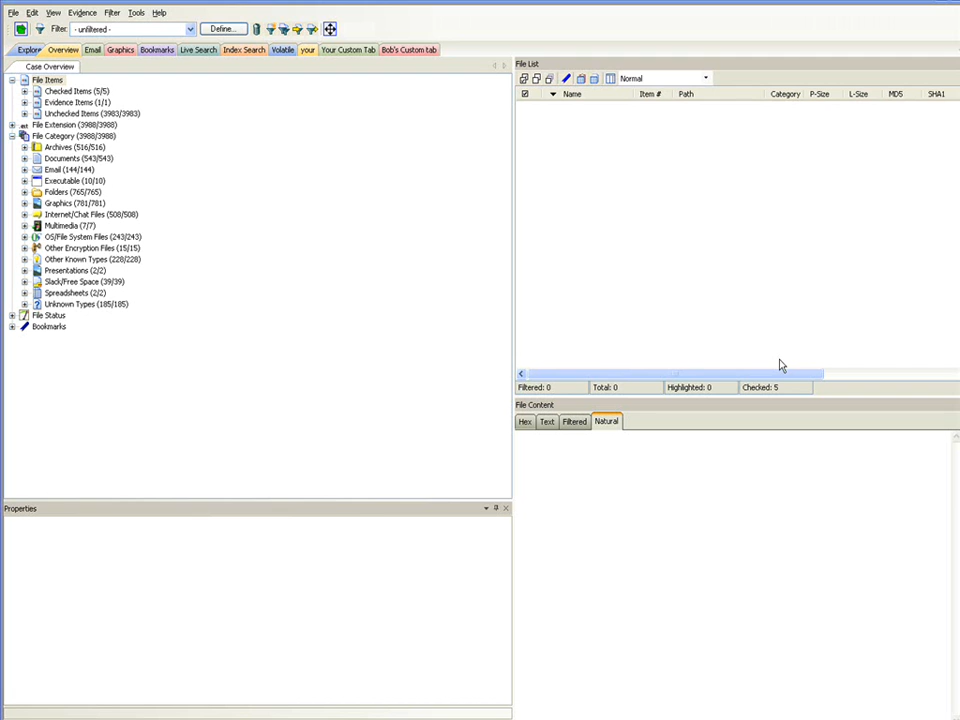 File Edit View Evidence Filter Tools Help
Filter: - unfiltered - Define...
Explore Overview Email Graphics Bookmarks Live Search Index Search Volatile your Your Custom Tab Bob's Custom tab
Case Overview
File Items
Checked Items (5/5)
Evidence Items (1/1)
Unchecked Items (3983/3983)
File Extension (3988/3988)
File Category (3988/3988)
Archives (516/516)
Documents (543/543)
Email (144/144)
Executable (10/10)
Folders (765/765)
Graphics (781/781)
Internet/Chat Files (508/508)
Multimedia (7/7)
OS/File System Files (243/243)
Other Encryption Files (15/15)
Other Known Types (228/228)
Presentations (2/2)
Slack/Free Space (39/39)
Spreadsheets (2/2)
Unknown Types (185/185)
File Status
Bookmarks
Properties
File List
Normal
Name Item # Path Category P-Size L-Size MD5 SHA1
Filtered: 0 Total: 0 Highlighted: 0 Checked: 5
File Content
Hex Text Filtered Natural